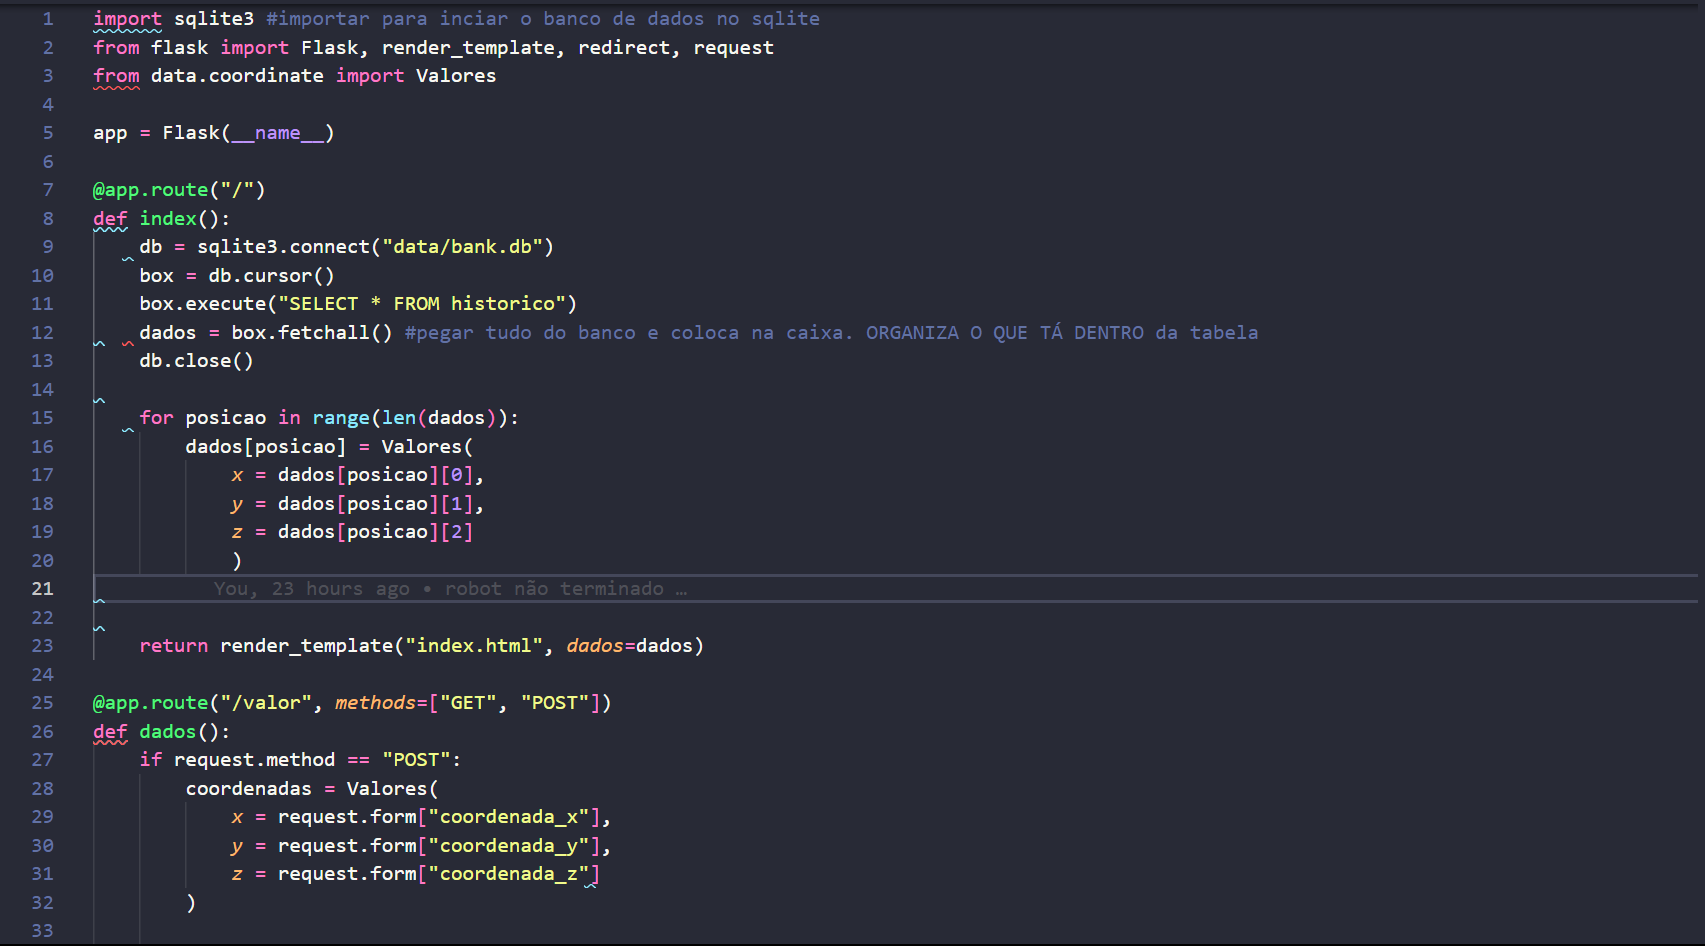 1 import sqlite3 #importar para inciar o banco de dados no sqlite
2 from flask import Flask, render_template, redirect, request
3 from data.coordinate import Valores
4
5 app = Flask(__name__)
6
7 @app.route("/")
8 def index():
9     db = sqlite3.connect("data/bank.db")
10     box = db.cursor()
11     box.execute("SELECT * FROM historico")
12     dados = box.fetchall() #pegar tudo do banco e coloca na caixa. ORGANIZA O QUE TÁ DENTRO da tabela
13     db.close()
14
15     for posicao in range(len(dados)):
16         dados[posicao] = Valores(
17             x = dados[posicao][0],
18             y = dados[posicao][1],
19             z = dados[posicao][2]
20             )
21 You, 23 hours ago • robot não terminado …
22
23     return render_template("index.html", dados=dados)
24
25 @app.route("/valor", methods=["GET", "POST"])
26 def dados():
27     if request.method == "POST":
28         coordenadas = Valores(
29             x = request.form["coordenada_x"],
30             y = request.form["coordenada_y"],
31             z = request.form["coordenada_z"]
32         )
33